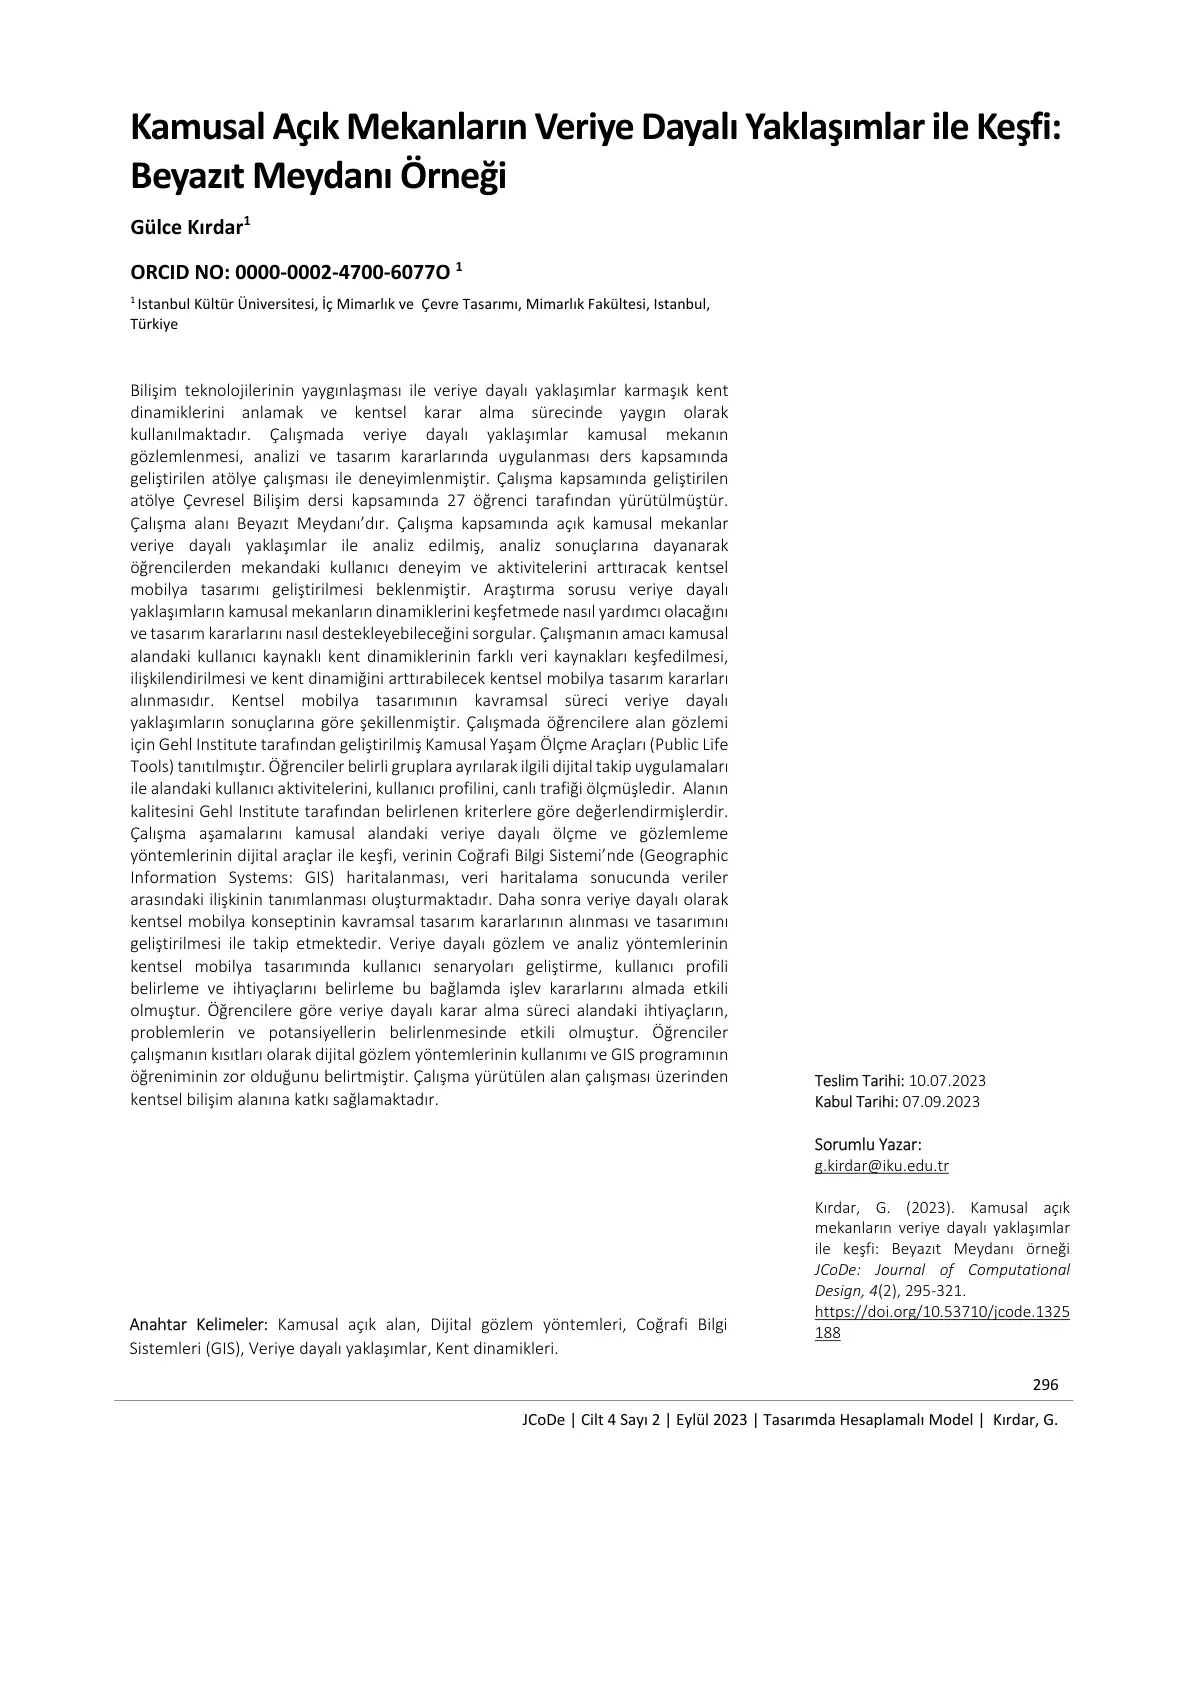 Kamusal Açık Mekanların Veriye Dayalı Yaklaşımlar ile Keşfi:
Beyazıt Meydanı Örneği
Gülce Kırdar1
ORCID NO: 0000-0002-4700-6077O 1
1 Istanbul Kültür Üniversitesi, İç Mimarlık ve Çevre Tasarımı, Mimarlık Fakültesi, Istanbul,
Türkiye
Bilişim teknolojilerinin yaygınlaşması ile veriye dayalı yaklaşımlar karmaşık kent
dinamiklerini anlamak ve kentsel karar alma sürecinde yaygın olarak
kullanılmaktadır. Çalışmada veriye dayalı yaklaşımlar kamusal mekanın
gözlemlenmesi, analizi ve tasarım kararlarında uygulanması ders kapsamında
geliştirilen atölye çalışması ile deneyimlenmiştir. Çalışma kapsamında geliştirilen
atölye Çevresel Bilişim dersi kapsamında 27 öğrenci tarafından yürütülmüştür.
Çalışma alanı Beyazıt Meydanı’dır. Çalışma kapsamında açık kamusal mekanlar
veriye dayalı yaklaşımlar ile analiz edilmiş, analiz sonuçlarına dayanarak
öğrencilerden mekandaki kullanıcı deneyim ve aktivitelerini arttıracak kentsel
mobilya tasarımı geliştirilmesi beklenmiştir. Araştırma sorusu veriye dayalı
yaklaşımların kamusal mekanların dinamiklerini keşfetmede nasıl yardımcı olacağını
ve tasarım kararlarını nasıl destekleyebileceğini sorgular. Çalışmanın amacı kamusal
alandaki kullanıcı kaynaklı kent dinamiklerinin farklı veri kaynakları keşfedilmesi,
ilişkilendirilmesi ve kent dinamiğini arttırabilecek kentsel mobilya tasarım kararları
alınmasıdır. Kentsel mobilya tasarımının kavramsal süreci veriye dayalı
yaklaşımların sonuçlarına göre şekillenmiştir. Çalışmada öğrencilere alan gözlemi
için Gehl Institute tarafından geliştirilmiş Kamusal Yaşam Ölçme Araçları (Public Life
Tools) tanıtılmıştır. Öğrenciler belirli gruplara ayrılarak ilgili dijital takip uygulamaları
ile alandaki kullanıcı aktivitelerini, kullanıcı profilini, canlı trafiği ölçmüşledir. Alanın
kalitesini Gehl Institute tarafından belirlenen kriterlere göre değerlendirmişlerdir.
Çalışma aşamalarını kamusal alandaki veriye dayalı ölçme ve gözlemleme
yöntemlerinin dijital araçlar ile keşfi, verinin Coğrafi Bilgi Sistemi’nde (Geographic
Information Systems: GIS) haritalanması, veri haritalama sonucunda veriler
arasındaki ilişkinin tanımlanması oluşturmaktadır. Daha sonra veriye dayalı olarak
kentsel mobilya konseptinin kavramsal tasarım kararlarının alınması ve tasarımını
geliştirilmesi ile takip etmektedir. Veriye dayalı gözlem ve analiz yöntemlerinin
kentsel mobilya tasarımında kullanıcı senaryoları geliştirme, kullanıcı profili
belirleme ve ihtiyaçlarını belirleme bu bağlamda işlev kararlarını almada etkili
olmuştur. Öğrencilere göre veriye dayalı karar alma süreci alandaki ihtiyaçların,
problemlerin ve potansiyellerin belirlenmesinde etkili olmuştur. Öğrenciler
çalışmanın kısıtları olarak dijital gözlem yöntemlerinin kullanımı ve GIS programının
öğreniminin zor olduğunu belirtmiştir. Çalışma yürütülen alan çalışması üzerinden
kentsel bilişim alanına katkı sağlamaktadır.
Teslim Tarihi: 10.07.2023
Kabul Tarihi: 07.09.2023
Sorumlu Yazar:
g.kirdar@iku.edu.tr
Kırdar, G. (2023). Kamusal açık
mekanların veriye dayalı yaklaşımlar
ile keşfi: Beyazıt Meydanı örneği
JCoDe: Journal of Computational
Design, 4(2), 295-321.
https://doi.org/10.53710/jcode.1325
188
Anahtar Kelimeler: Kamusal açık alan, Dijital gözlem yöntemleri, Coğrafi Bilgi
Sistemleri (GIS), Veriye dayalı yaklaşımlar, Kent dinamikleri.
296
JCoDe | Cilt 4 Sayı 2 | Eylül 2023 | Tasarımda Hesaplamalı Model | Kırdar, G.